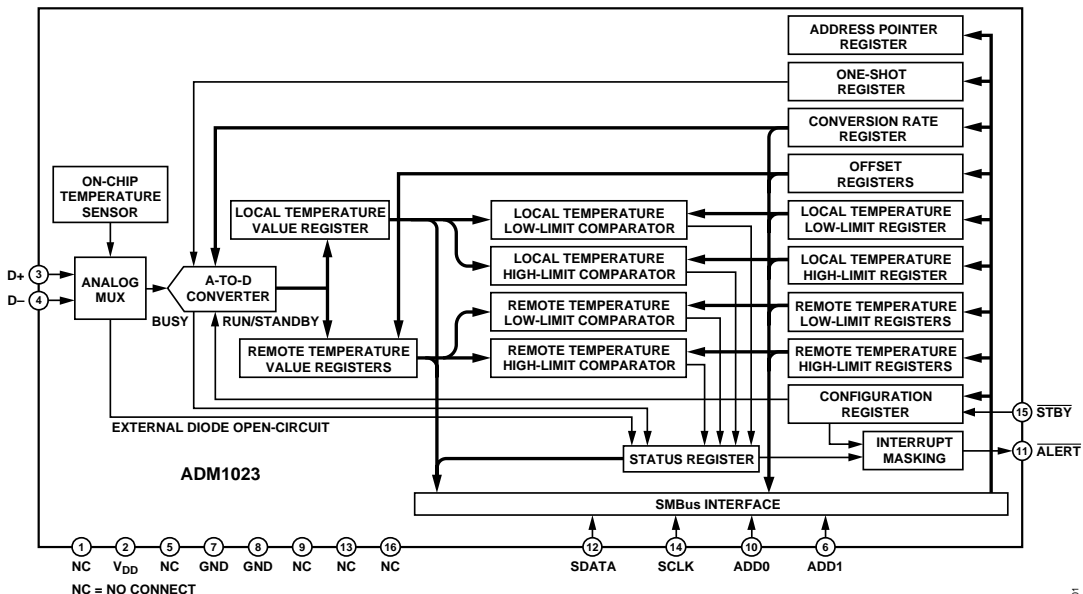 ADDRESS POINTER
REGISTER
ONE-SHOT
REGISTER
CONVERSION RATE
REGISTER
OFFSET
REGISTERS
ON-CHIP
TEMPERATURE
SENSOR
LOCAL TEMPERATURE
VALUE REGISTER
LOCAL TEMPERATURE
LOW-LIMIT COMPARATOR
LOCAL TEMPERATURE
LOW-LIMIT REGISTER
LOCAL TEMPERATURE
HIGH-LIMIT COMPARATOR
LOCAL TEMPERATURE
HIGH-LIMIT REGISTER
D+ 3
D– 4
ANALOG
MUX
A-TO-D
CONVERTER
BUSY
RUN/STANDBY
REMOTE TEMPERATURE
LOW-LIMIT COMPARATOR
REMOTE TEMPERATURE
LOW-LIMIT REGISTERS
REMOTE TEMPERATURE
VALUE REGISTERS
REMOTE TEMPERATURE
HIGH-LIMIT COMPARATOR
REMOTE TEMPERATURE
HIGH-LIMIT REGISTERS
CONFIGURATION
REGISTER
15 STBY
EXTERNAL DIODE OPEN-CIRCUIT
STATUS REGISTER
INTERRUPT
MASKING
11 ALERT
ADM1023
SMBus INTERFACE
1 2 5 7 8 9 13 16 12 14 10 6
NC VDD NC GND GND NC NC NC SDATA SCLK ADD0 ADD1
NC = NO CONNECT